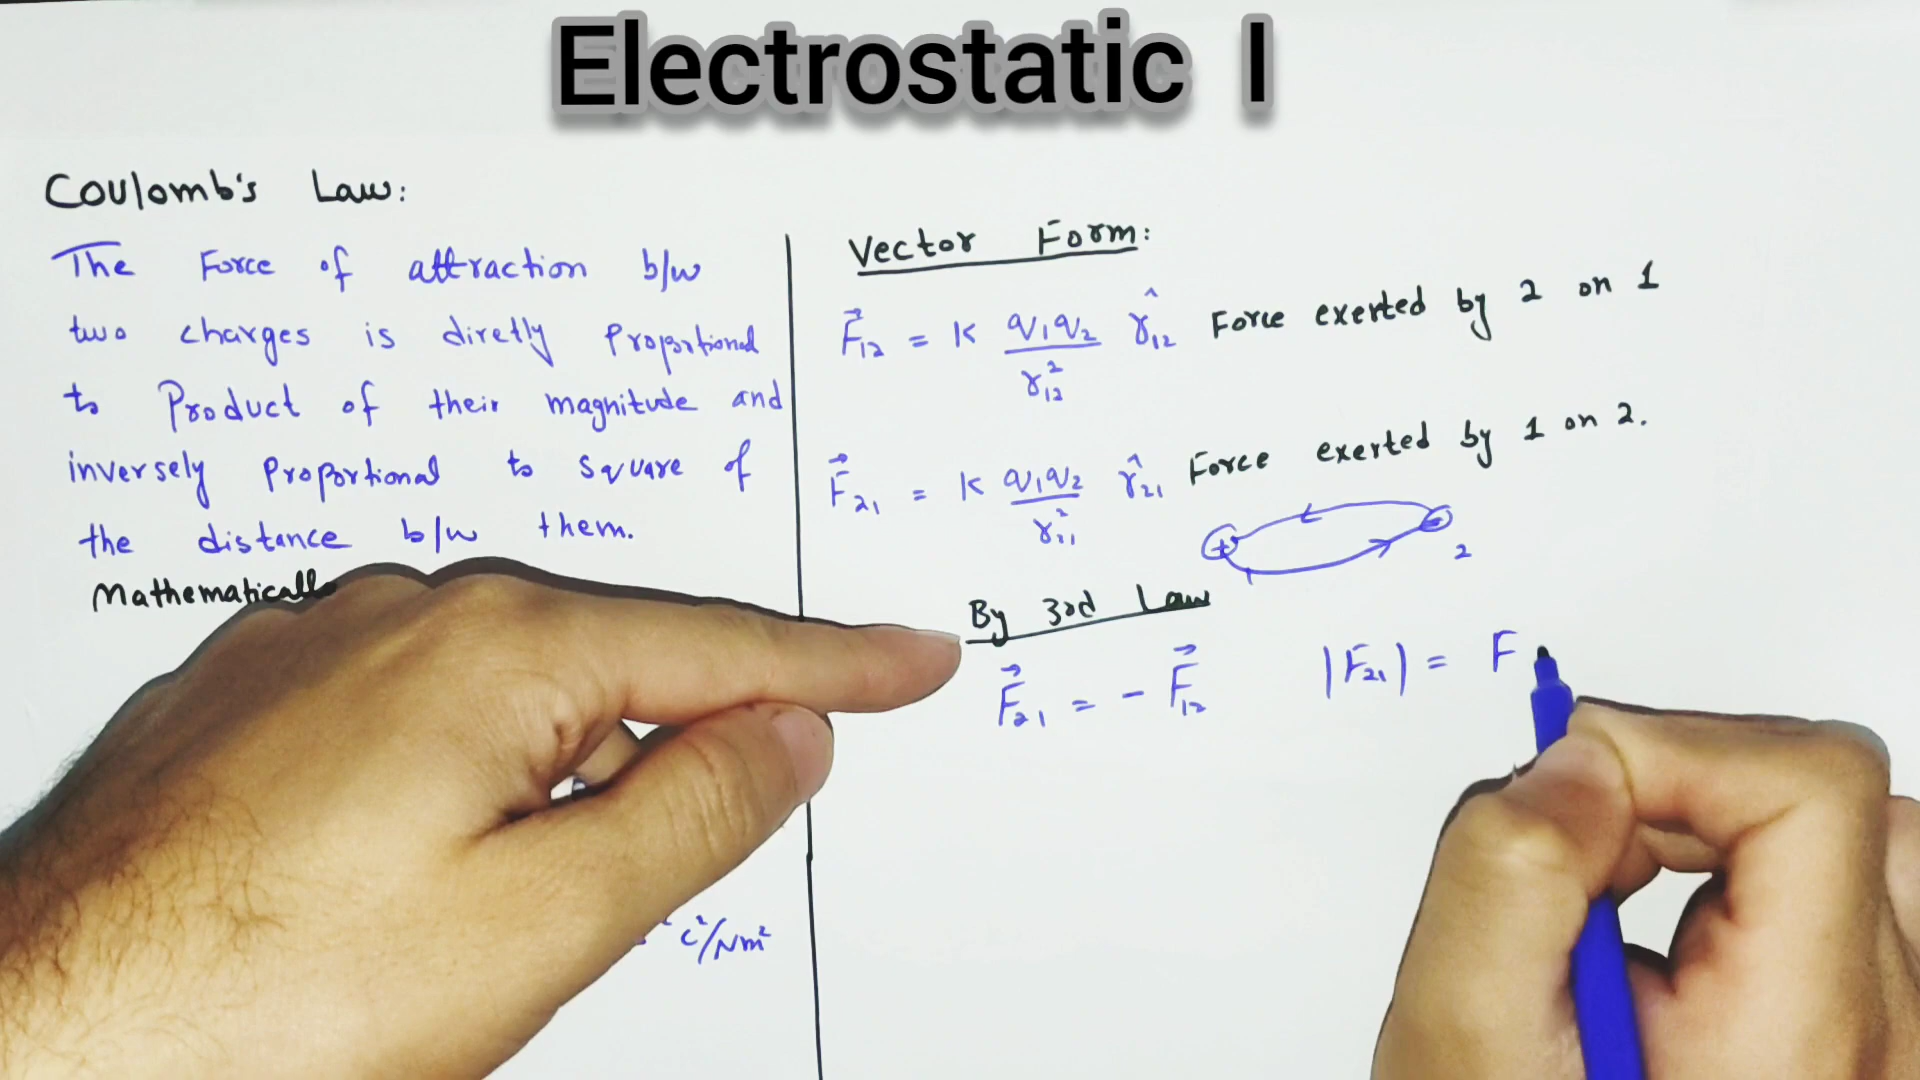 Electrostatic I
Coulomb's Law:
The Force of attraction b/w
two charges is diretly Proportional
to Product of their magnitude and
inversely Proportional to square of
the distance b/w them.
Mathematicall
c²/Nm²
Vector Form:
F⃗₁₂ = K q₁q₂/r₁₂² r̂₁₂ Force exerted by 2 on 1
F⃗₂₁ = K q₁q₂/r₂₁² r̂₂₁ Force exerted by 1 on 2.
+ - 
1 2
By 3rd Law
F⃗₂₁ = - F⃗₁₂ |F₂₁| = F